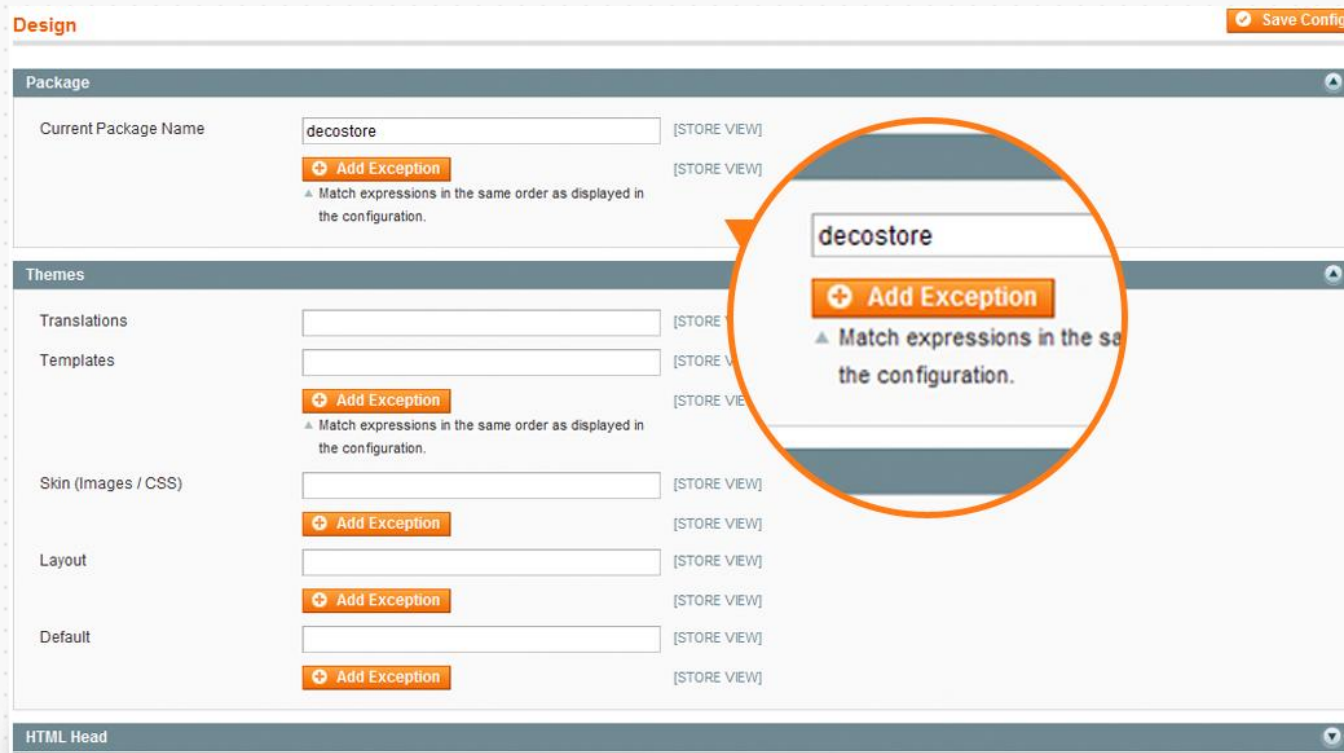 Design
Save Config
Package
Current Package Name
decostore
[STORE VIEW]
Add Exception
[STORE VIEW]
Match expressions in the same order as displayed in
the configuration.
decostore
Add Exception
Match expressions in the sa
the configuration.
Themes
Translations
[STORE V
Templates
[STORE V
Add Exception
[STORE VIE
Match expressions in the same order as displayed in
the configuration.
Skin (Images / CSS)
[STORE VIEW]
Add Exception
[STORE VIEW]
Layout
[STORE VIEW]
Add Exception
[STORE VIEW]
Default
[STORE VIEW]
Add Exception
[STORE VIEW]
HTML Head